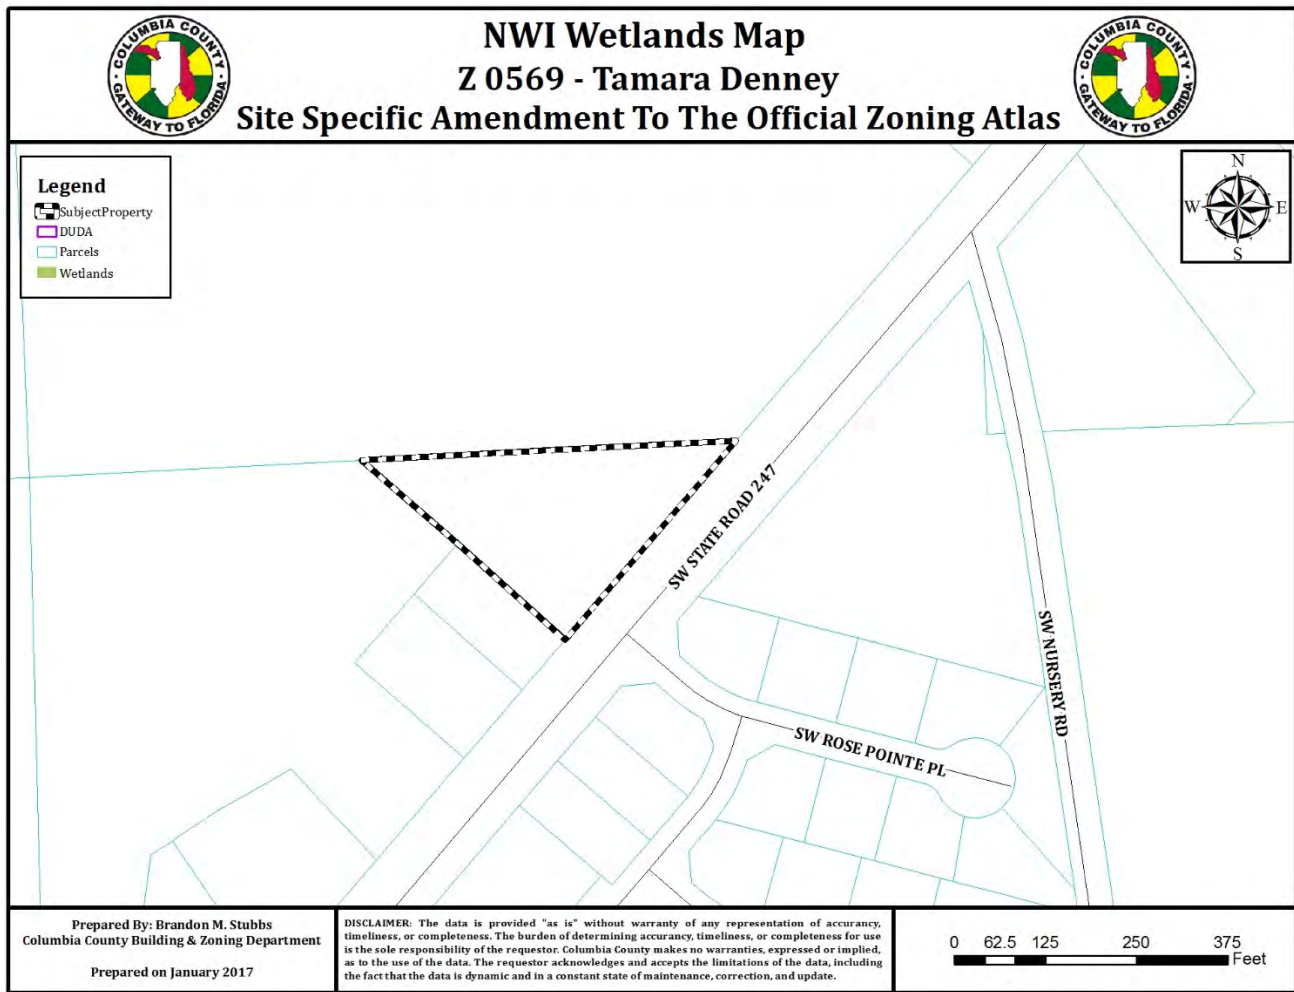 NWI Wetlands Map
Z 0569 - Tamara Denney
Site Specific Amendment To The Official Zoning Atlas
COLUMBIA COUNTY
GATEWAY TO FLORIDA
COLUMBIA COUNTY
GATEWAY TO FLORIDA
Legend
SubjectProperty
DUDA
Parcels
Wetlands
N
W E
S
SW STATE ROAD 247
SW NURSERY RD
SW ROSE POINTE PL
Prepared By: Brandon M. Stubbs
Columbia County Building & Zoning Department
Prepared on January 2017
DISCLAIMER: The data is provided "as is" without warranty of any representation of accurancy,
timeliness, or completeness. The burden of determining accurancy, timeliness, or completeness for use
is the sole responsibility of the requestor. Columbia County makes no warranties, expressed or implied,
as to the use of the data. The requestor acknowledges and accepts the limitations of the data, including
the fact that the data is dynamic and in a constant state of maintenance, correction, and update.
0 62.5 125 250 375
Feet